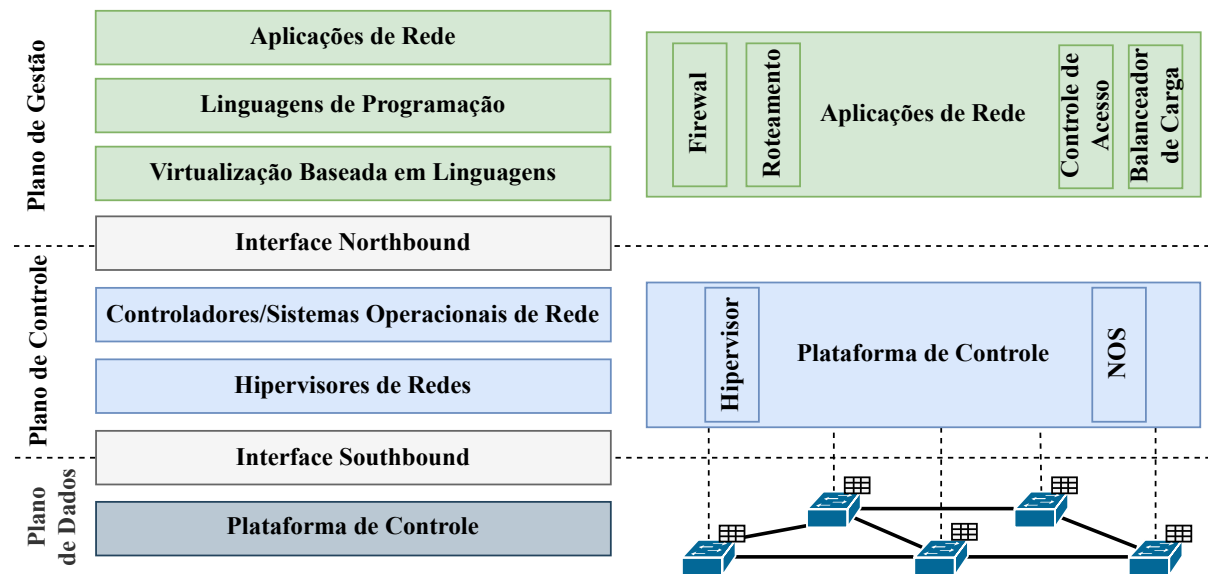 Plano de Gestão
Aplicações de Rede
Linguagens de Programação
Virtualização Baseada em Linguagens
Interface Northbound
Plano de Controle
Controladores/Sistemas Operacionais de Rede
Hipervisores de Redes
Interface Southbound
Plano
de Dados
Plataforma de Controle
Firewal
Roteamento
Aplicações de Rede
Controle de
Acesso
Balanceador
de Carga
Hipervisor
Plataforma de Controle
NOS